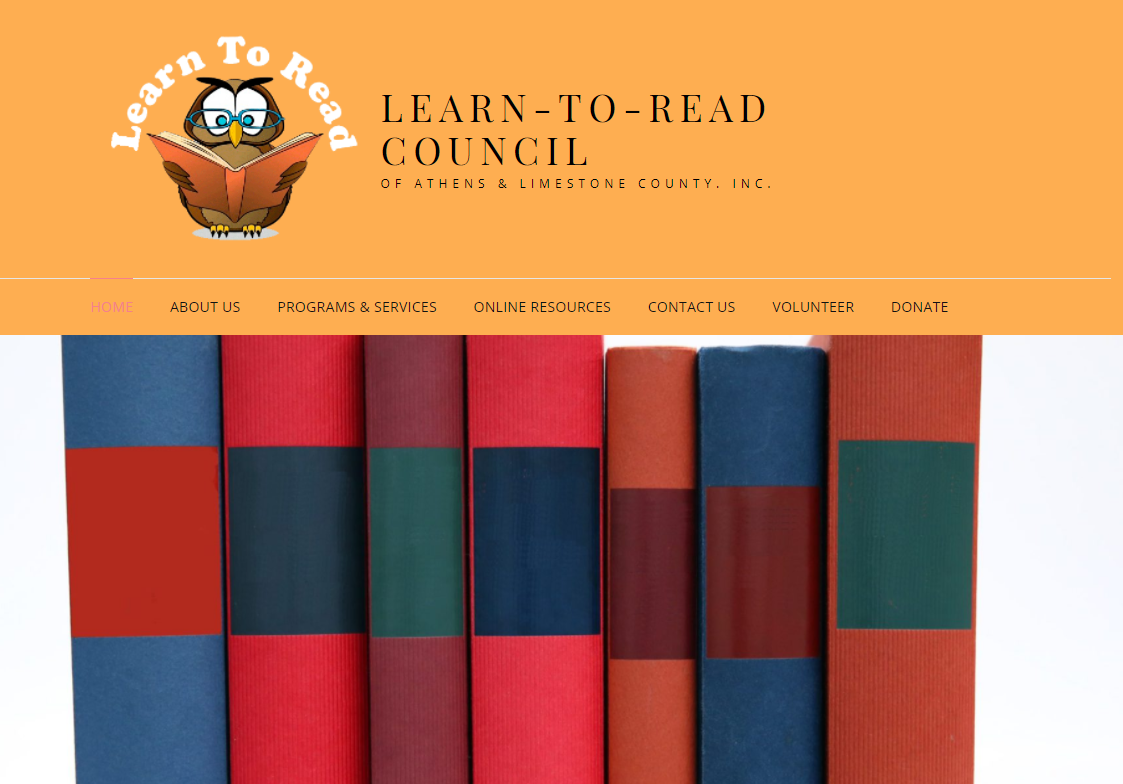 Learn To Read
LEARN-TO-READ
COUNCIL
OF ATHENS & LIMESTONE COUNTY. INC.
HOME
ABOUT US
PROGRAMS & SERVICES
ONLINE RESOURCES
CONTACT US
VOLUNTEER
DONATE